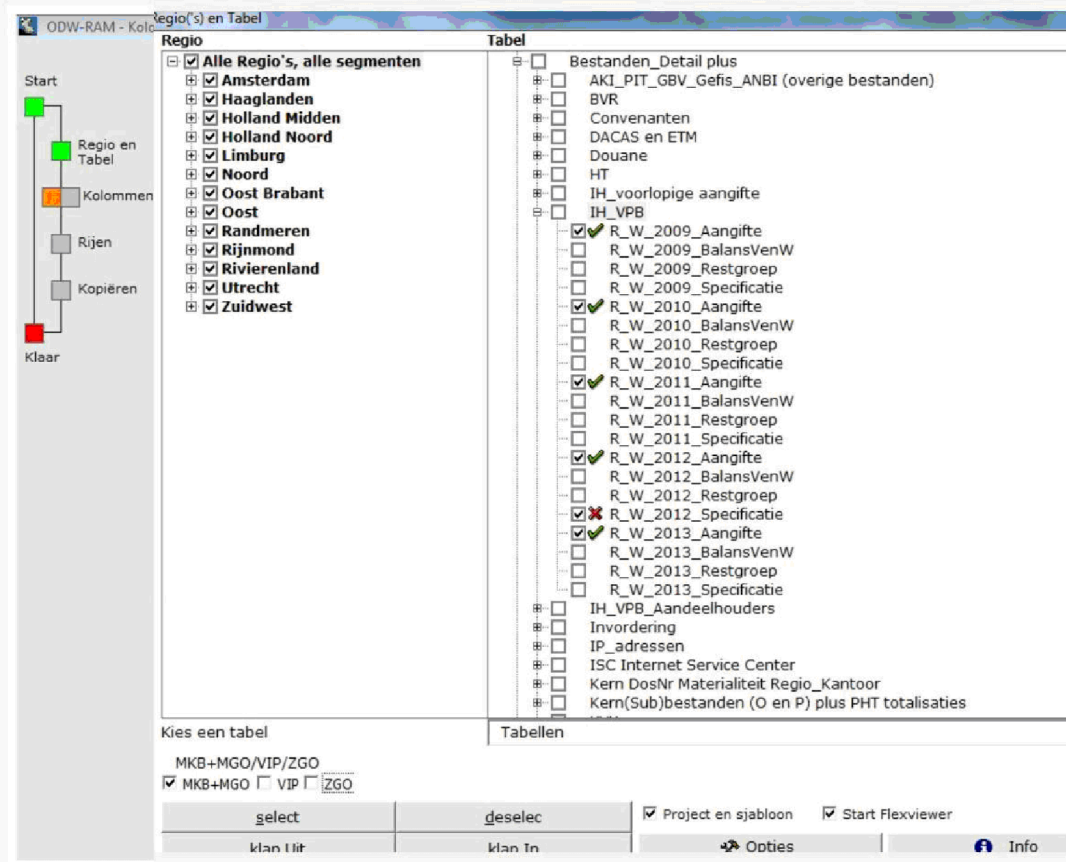 ODW-RAM - Kolo
Regio('s) en Tabel
Start
Regio en
Tabel
Kolommen
Rijen
Kopiëren
Klaar
Regio
Alle Regio's, alle segmenten
Amsterdam
Haaglanden
Holland Midden
Holland Noord
Limburg
Noord
Oost Brabant
Oost
Randmeren
Rijnmond
Rivierenland
Utrecht
Zuidwest
Tabel
Bestanden_Detail plus
AKI_PIT_GBV_Gefis_ANBI (overige bestanden)
BVR
Convenanten
DACAS en ETM
Douane
HT
IH_voorlopige aangifte
IH_VPB
R_W_2009_Aangifte
R_W_2009_BalansVenW
R_W_2009_Restgroep
R_W_2009_Specificatie
R_W_2010_Aangifte
R_W_2010_BalansVenW
R_W_2010_Restgroep
R_W_2010_Specificatie
R_W_2011_Aangifte
R_W_2011_BalansVenW
R_W_2011_Restgroep
R_W_2011_Specificatie
R_W_2012_Aangifte
R_W_2012_BalansVenW
R_W_2012_Restgroep
R_W_2012_Specificatie
R_W_2013_Aangifte
R_W_2013_BalansVenW
R_W_2013_Restgroep
R_W_2013_Specificatie
IH_VPB_Aandeelhouders
Invordering
IP_adressen
ISC Internet Service Center
Kern DosNr Materialiteit Regio_Kantoor
Kern(Sub)bestanden (O en P) plus PHT totalisaties
Kies een tabel
Tabellen
MKB+MGO/VIP/ZGO
MKB+MGO VIP ZGO
select
deselec
Project en sjabloon
Start Flexviewer
klap Uit
klap In
Opties
Info